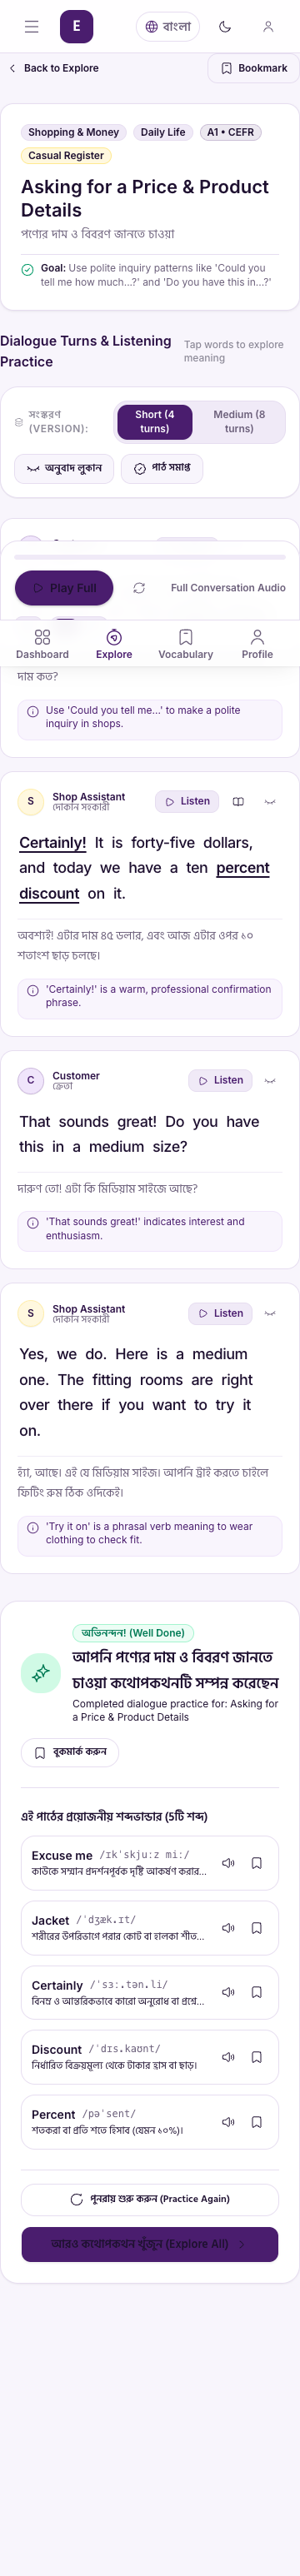 E
বাংলা
Back to Explore
Bookmark
Shopping & Money
Daily Life
A1 • CEFR
Casual Register
Asking for a Price & Product
Details
পণ্যের দাম ও বিবরণ জানতে চাওয়া
Goal: Use polite inquiry patterns like 'Could you
tell me how much...?' and 'Do you have this in...?'
Dialogue Turns & Listening
Practice
Tap words to explore
meaning
সংস্করণ
(VERSION):
Short (4
turns)
Medium (8
turns)
অনুবাদ লুকান
পাঠ সমাপ্ত
Play Full
Full Conversation Audio
Dashboard
Explore
Vocabulary
Profile
দাম কত?
Use 'Could you tell me...' to make a polite
inquiry in shops.
S
Shop Assistant
দোকান সহকারী
Listen
Certainly! It is forty-five dollars,
and today we have a ten percent
discount on it.
অবশ্যই! এটার দাম ৪৫ ডলার, এবং আজ এটার ওপর ১০
শতাংশ ছাড় চলছে।
'Certainly!' is a warm, professional confirmation
phrase.
C
Customer
ক্রেতা
Listen
That sounds great! Do you have
this in a medium size?
দারুণ তো! এটা কি মিডিয়াম সাইজে আছে?
'That sounds great!' indicates interest and
enthusiasm.
S
Shop Assistant
দোকান সহকারী
Listen
Yes, we do. Here is a medium
one. The fitting rooms are right
over there if you want to try it
on.
হ্যাঁ, আছে। এই যে মিডিয়াম সাইজ। আপনি ট্রাই করতে চাইলে
ফিটিং রুম ঠিক ওদিকেই।
'Try it on' is a phrasal verb meaning to wear
clothing to check fit.
অভিনন্দন! (Well Done)
আপনি পণ্যের দাম ও বিবরণ জানতে
চাওয়া কথোপকথনটি সম্পন্ন করেছেন
Completed dialogue practice for: Asking for
a Price & Product Details
বুকমার্ক করুন
এই পাঠের প্রয়োজনীয় শব্দভান্ডার (৫টি শব্দ)
Excuse me /ɪkˈskjuːz miː/
কাউকে সম্মান প্রদর্শনপূর্বক দৃষ্টি আকর্ষণ করার...
Jacket /ˈdʒæk.ɪt/
শরীরের উপরিভাগে পরার কোট বা হালকা শীত...
Certainly /ˈsɜː.tən.li/
বিনম্র ও আন্তরিকভাবে কারো অনুরোধ বা প্রশ্নে...
Discount /ˈdɪs.kaʊnt/
নির্ধারিত বিক্রয়মূল্য থেকে টাকার হ্রাস বা ছাড়।
Percent /pəˈsent/
শতকরা বা প্রতি শতে হিসাব (যেমন ১০%)।
পুনরায় শুরু করুন (Practice Again)
আরও কথোপকথন খুঁজুন (Explore All)